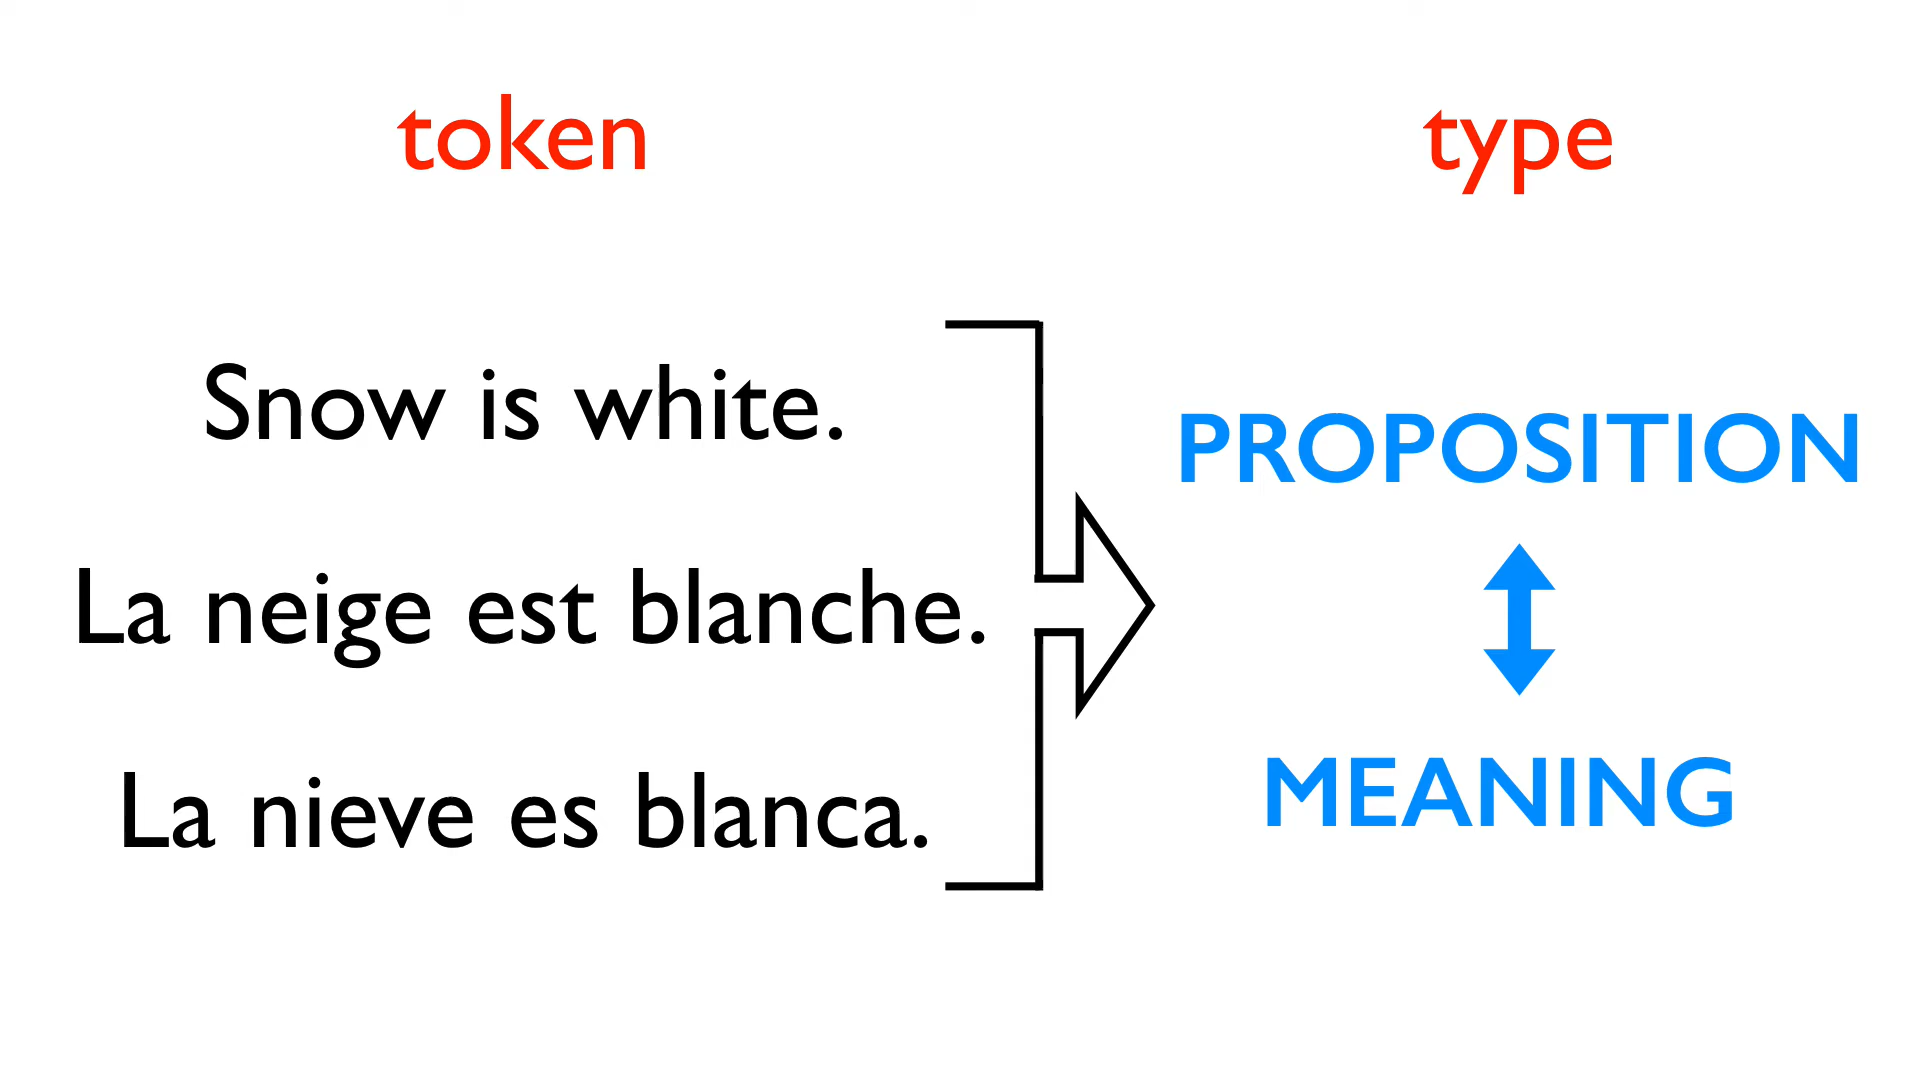 token
type
Snow is white.
La neige est blanche.
La nieve es blanca.
PROPOSITION
MEANING